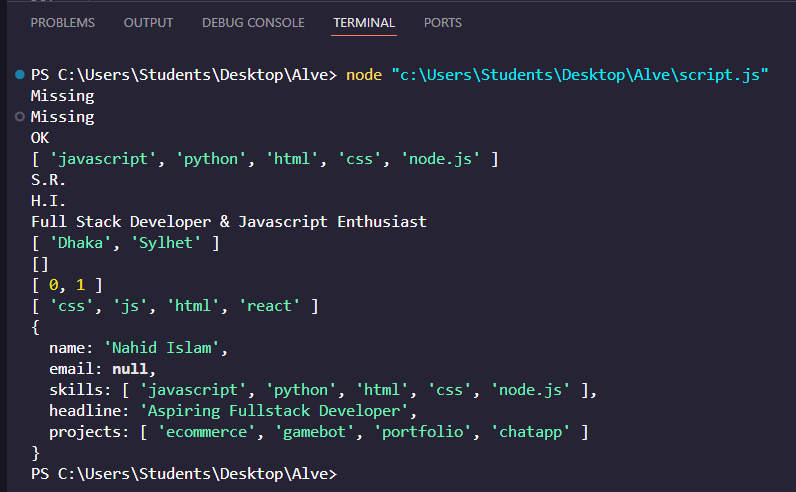 PROBLEMS OUTPUT DEBUG CONSOLE TERMINAL PORTS
PS C:\Users\Students\Desktop\Alve> node "c:\Users\Students\Desktop\Alve\script.js"
Missing
Missing
OK
[ 'javascript', 'python', 'html', 'css', 'node.js' ]
S.R.
H.I.
Full Stack Developer & Javascript Enthusiast
[ 'Dhaka', 'Sylhet' ]
[]
[ 0, 1 ]
[ 'css', 'js', 'html', 'react' ]
{
  name: 'Nahid Islam',
  email: null,
  skills: [ 'javascript', 'python', 'html', 'css', 'node.js' ],
  headline: 'Aspiring Fullstack Developer',
  projects: [ 'ecommerce', 'gamebot', 'portfolio', 'chatapp' ]
}
PS C:\Users\Students\Desktop\Alve>